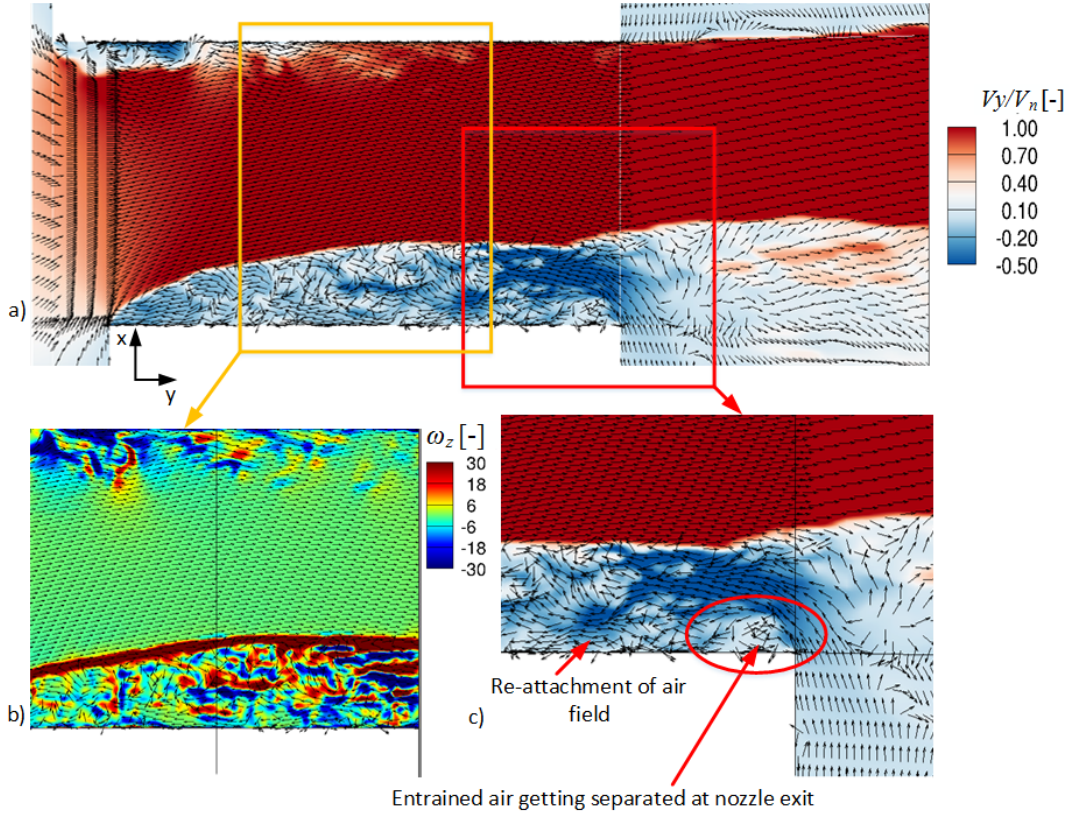 Vy/Vn [-]
1.00
0.70
0.40
0.10
-0.20
-0.50
a)
x
y
ωz [-]
30
18
6
-6
-18
-30
b)
Re-attachment of air
field
c)
Entrained air getting separated at nozzle exit